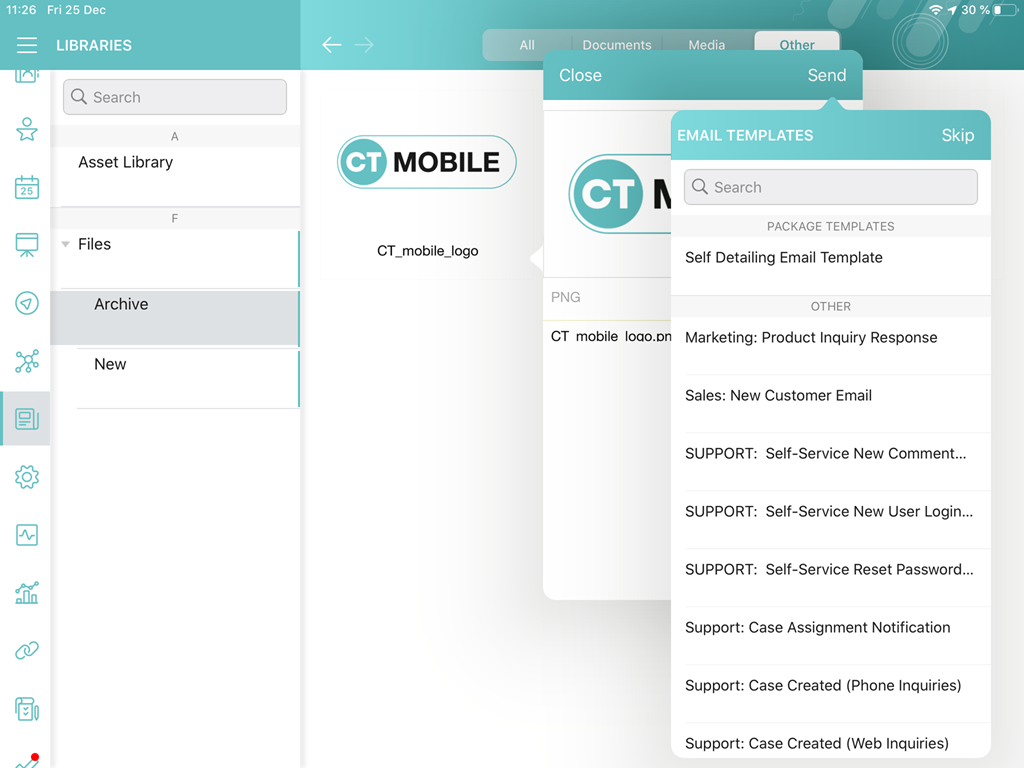 11:26 Fri 25 Dec
30 %
LIBRARIES
All
Documents
Media
Other
Search
A
Asset Library
F
Files
Archive
New
25
CT MOBILE
CT_mobile_logo
Close
Send
CT M
PNG
CT_mobile_logo.pn
EMAIL TEMPLATES
Skip
Search
PACKAGE TEMPLATES
Self Detailing Email Template
OTHER
Marketing: Product Inquiry Response
Sales: New Customer Email
SUPPORT: Self-Service New Comment...
SUPPORT: Self-Service New User Login...
SUPPORT: Self-Service Reset Password...
Support: Case Assignment Notification
Support: Case Created (Phone Inquiries)
Support: Case Created (Web Inquiries)